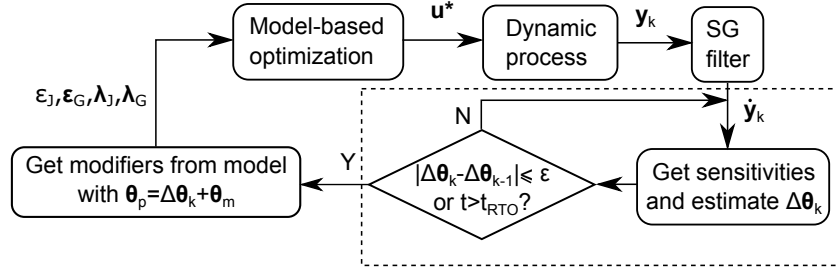 Model-based
optimization
u*
Dynamic
process
y_k
SG
filter
ε_J,ε_G,λ_J,λ_G
N
ẏ_k
Get modifiers from model
with θ_p=Δθ_k+θ_m
Y
|Δθ_k-Δθ_{k-1}|⩽ ε
or t>t_RTO?
Get sensitivities
and estimate Δθ_k